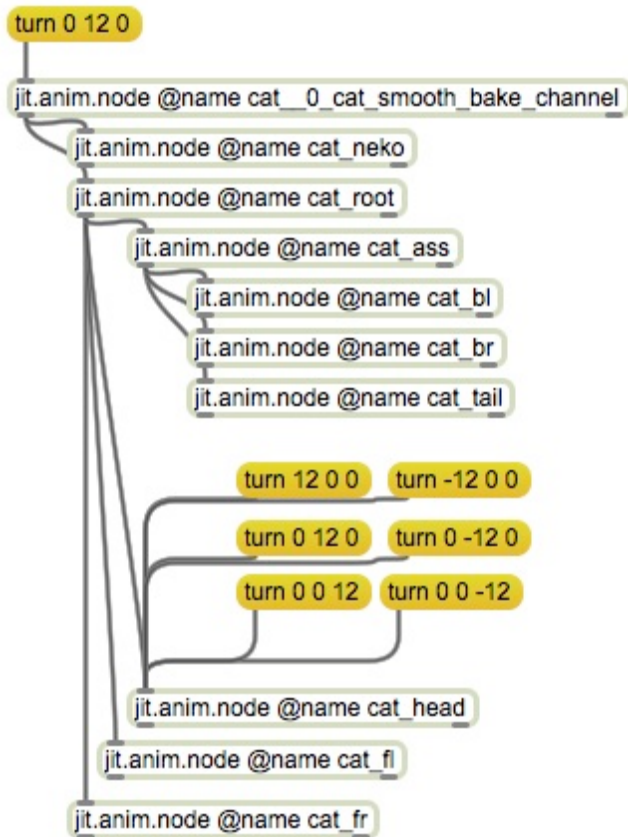 turn 0 12 0
jit.anim.node @name cat__0_cat_smooth_bake_channel
jit.anim.node @name cat_neko
jit.anim.node @name cat_root
jit.anim.node @name cat_ass
jit.anim.node @name cat_bl
jit.anim.node @name cat_br
jit.anim.node @name cat_tail
turn 12 0 0
turn -12 0 0
turn 0 12 0
turn 0 -12 0
turn 0 0 12
turn 0 0 -12
jit.anim.node @name cat_head
jit.anim.node @name cat_fl
jit.anim.node @name cat_fr